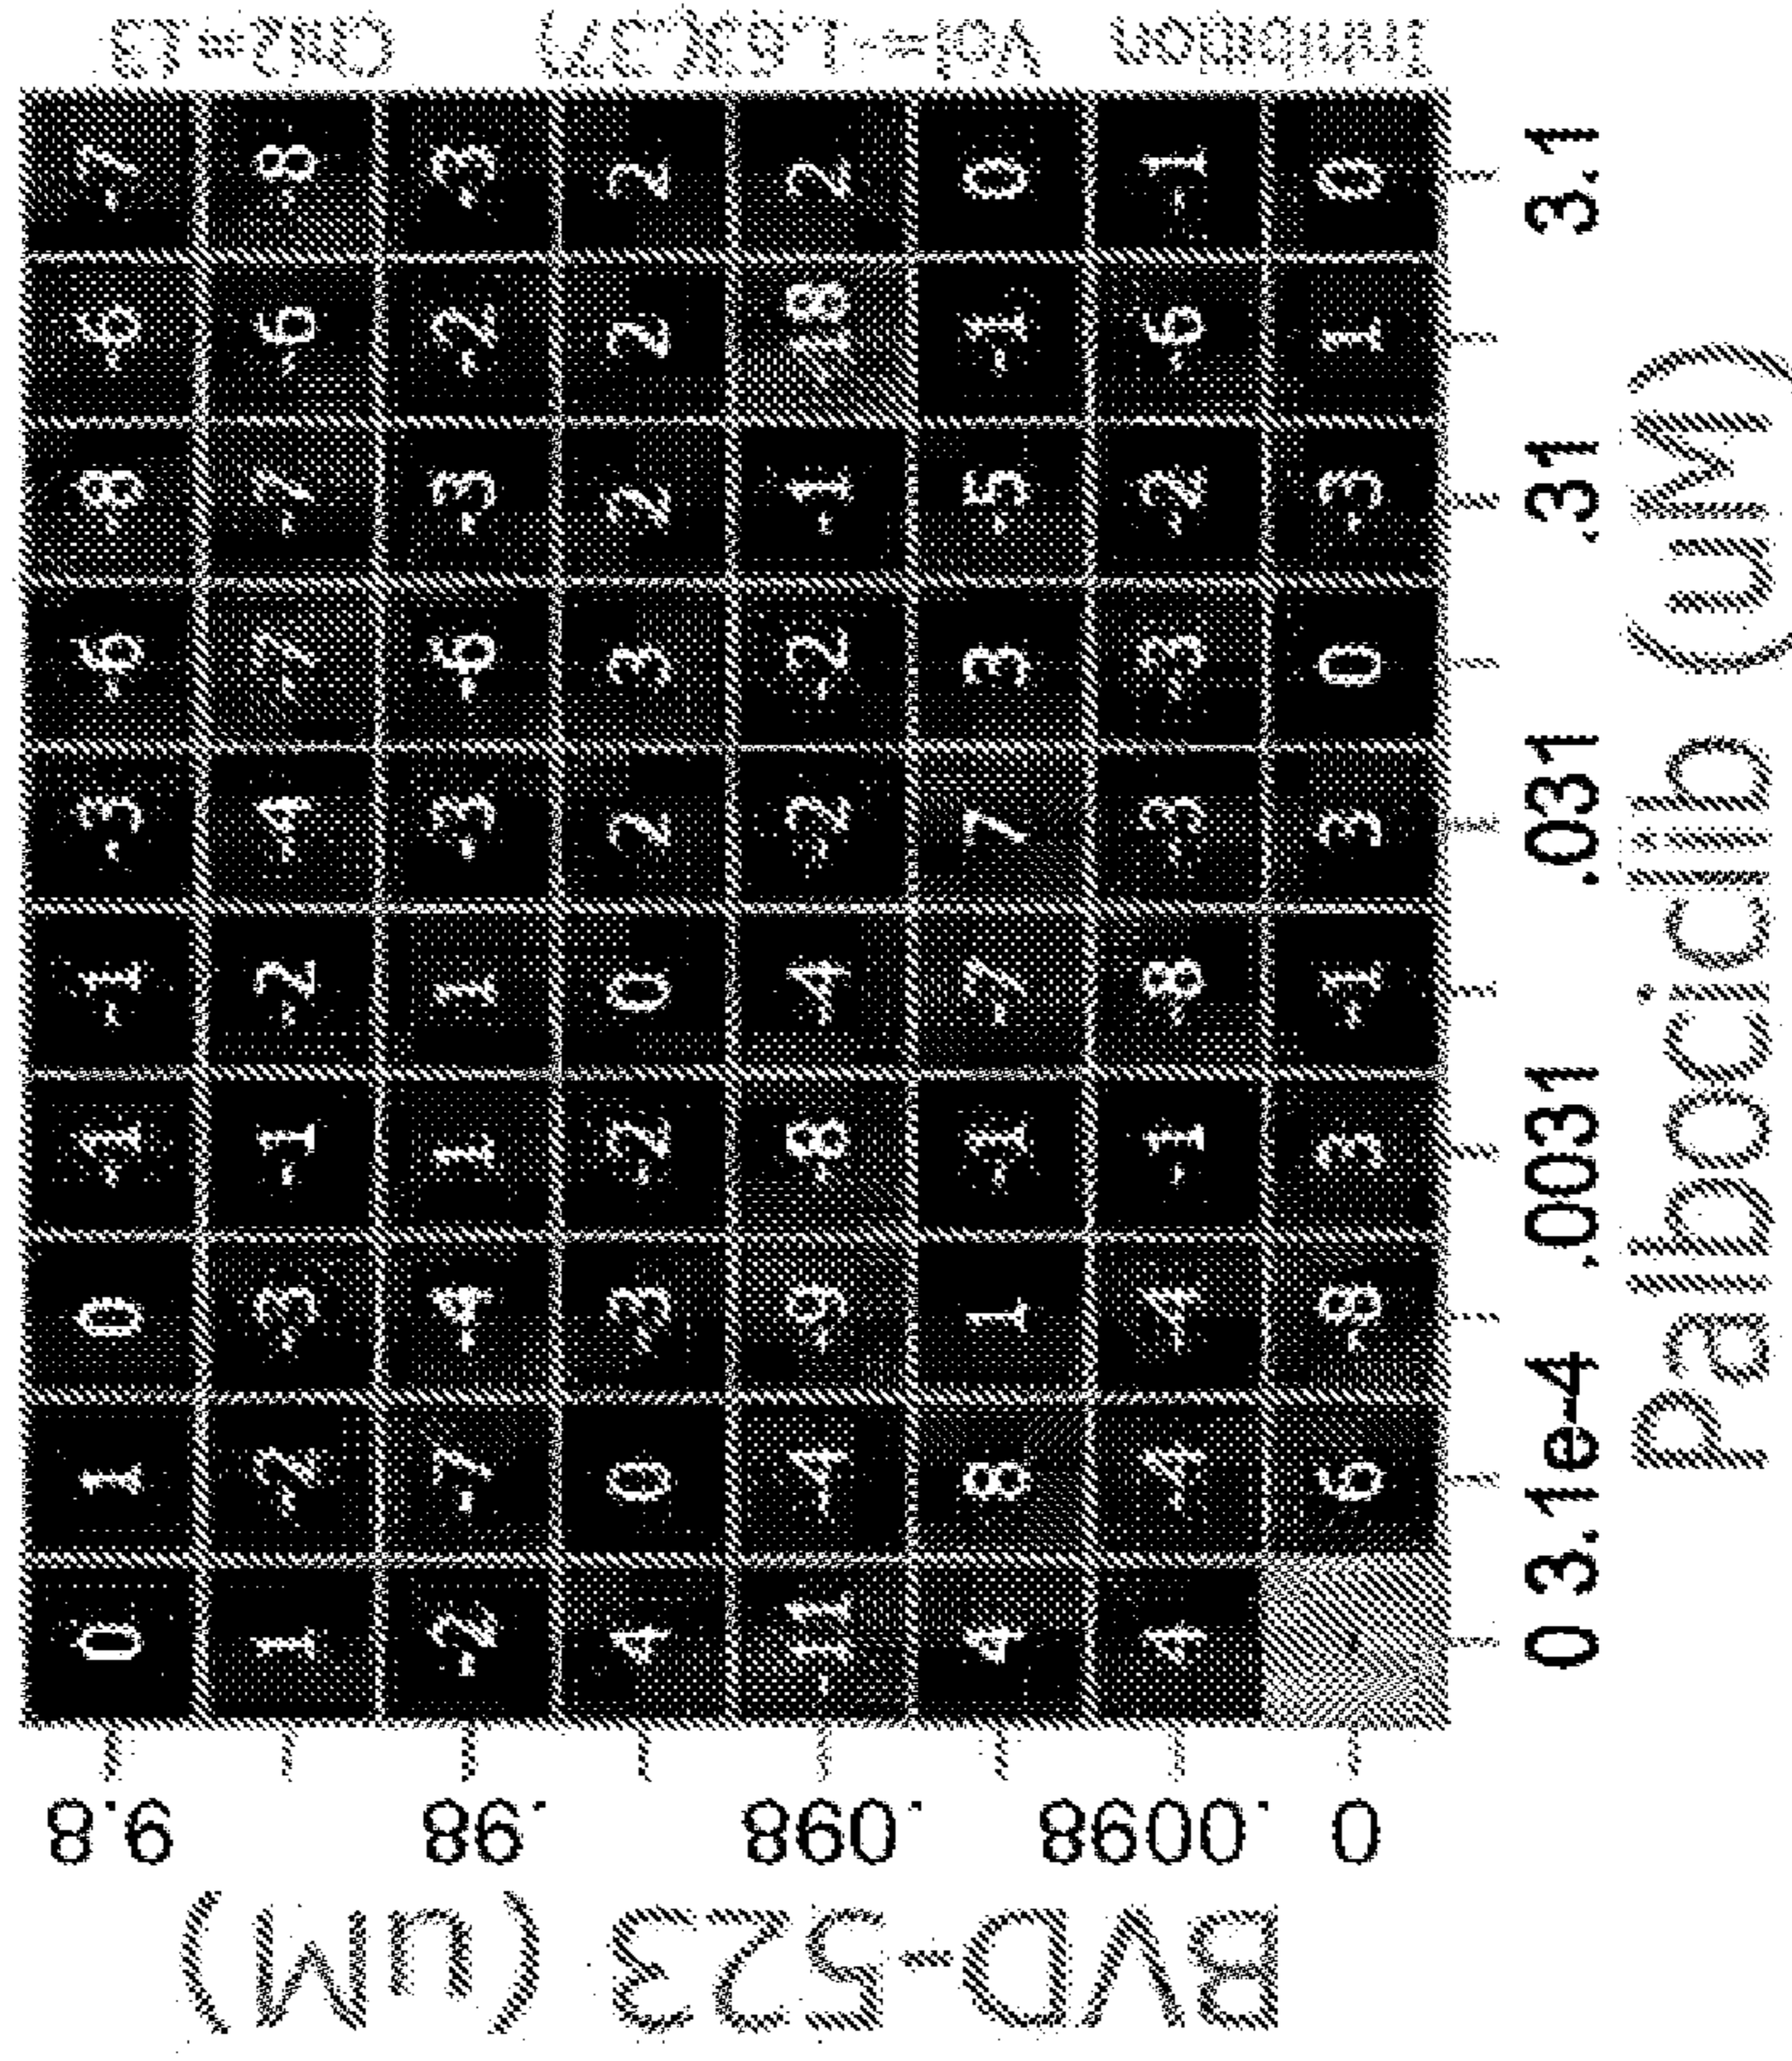 BVD-523 (uM)
9.8 0 1 0 -1 -1 -3 -6 -8 -6 -7
1 -2 -3 -1 -2 -4 -7 -7 -6 -8
.98 -2 -7 -4 1 1 -3 -6 -3 -2 -3
4 0 -3 -2 0 2 3 2 2 2
.098 -11 -4 -9 -8 -4 -2 -2 -1 -18 2
4 8 1 -1 -7 7 3 -5 -1 0
.0098 4 -4 -4 -1 -8 -3 -3 -2 -6 -1
0 . 6 -8 3 -1 3 0 -3 1 0
0 3.1e-4 .0031 .031 .31 3.1
Palbociclib (uM)
Inhibition Chi2=